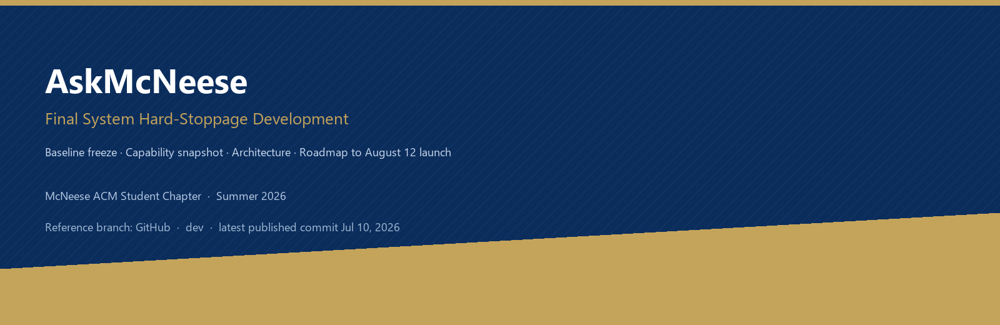 AskMcNeese
Final System Hard-Stoppage Development
Baseline freeze · Capability snapshot · Architecture · Roadmap to August 12 launch
McNeese ACM Student Chapter · Summer 2026
Reference branch: GitHub · dev · latest published commit Jul 10, 2026